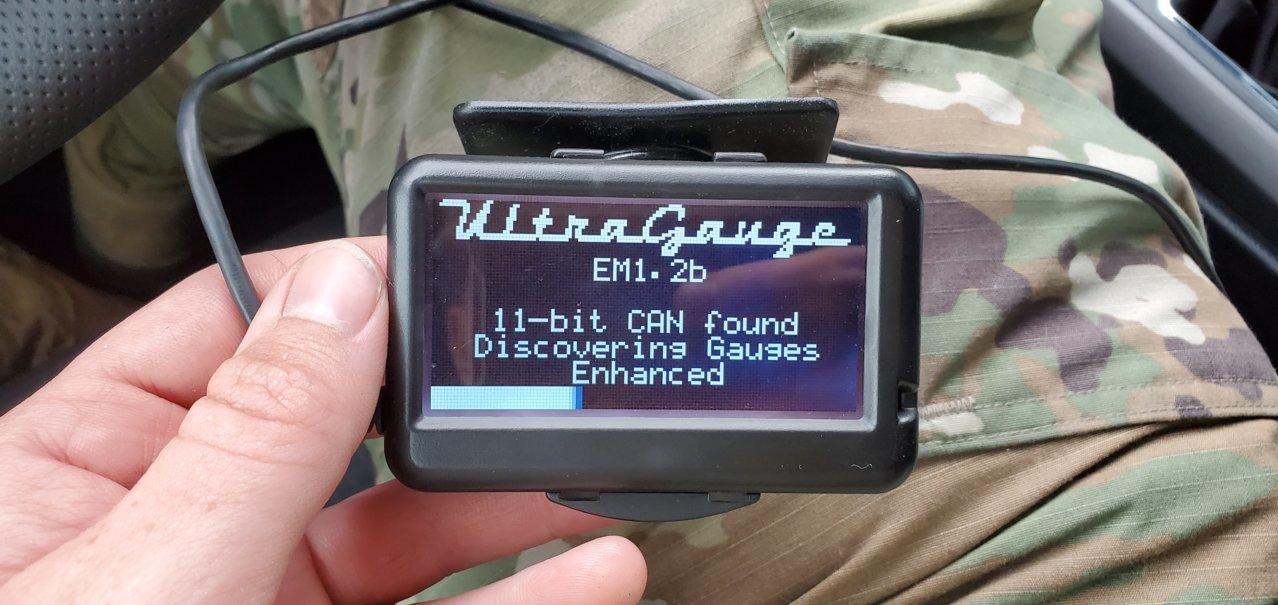 UltraGauge
EM1.2b
11-bit CAN found
Discovering Gauges
Enhanced